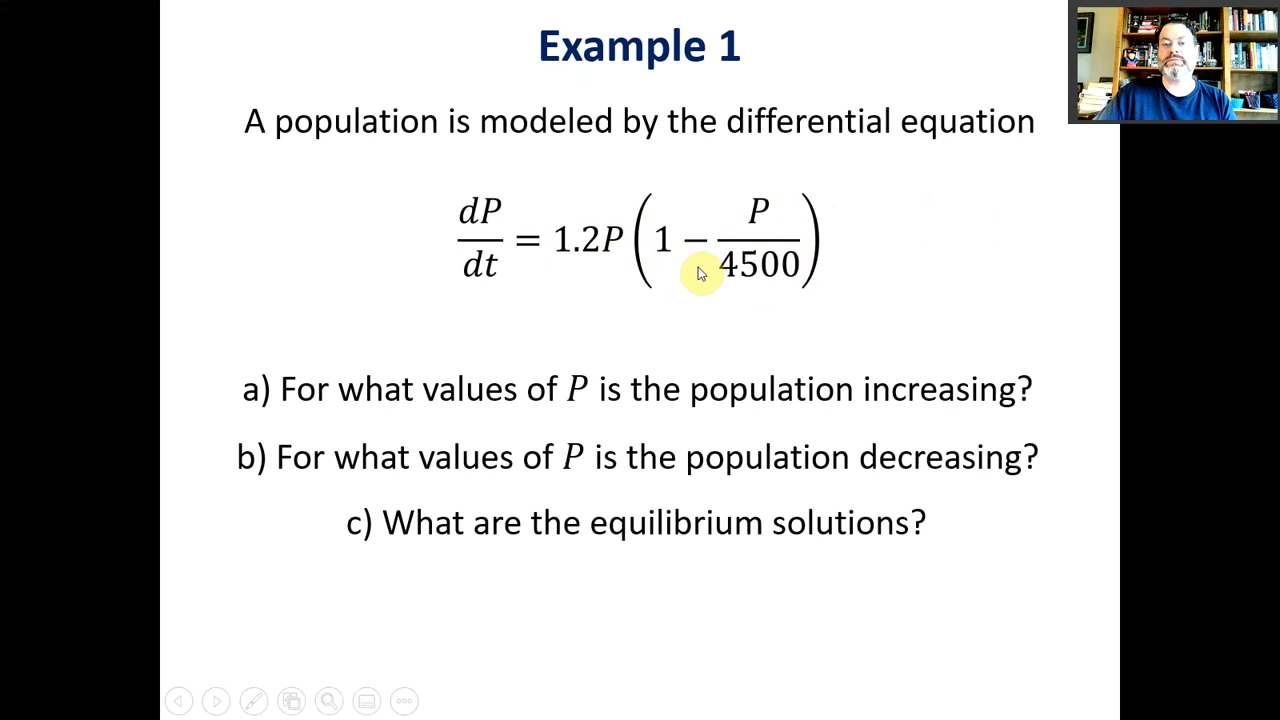 Example 1
A population is modeled by the differential equation
dP/dt = 1.2P(1 − P/4500)
a) For what values of P is the population increasing?
b) For what values of P is the population decreasing?
c) What are the equilibrium solutions?